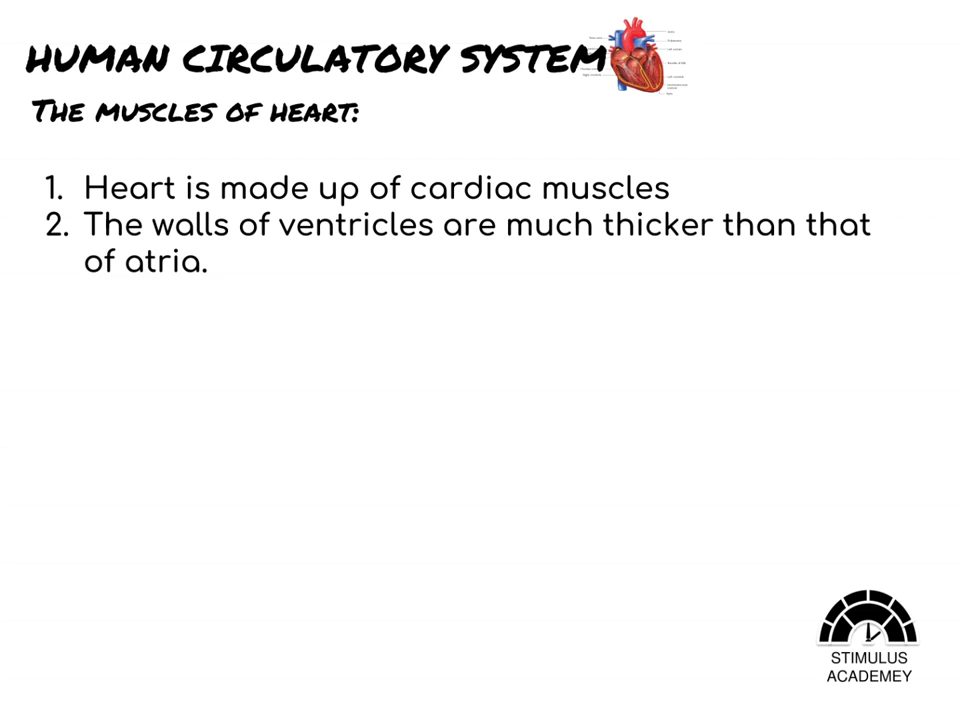 HUMAN CIRCULATORY SYSTEM
THE MUSCLES OF HEART:
1. Heart is made up of cardiac muscles
2. The walls of ventricles are much thicker than that
of atria.
STIMULUS
ACADEMEY